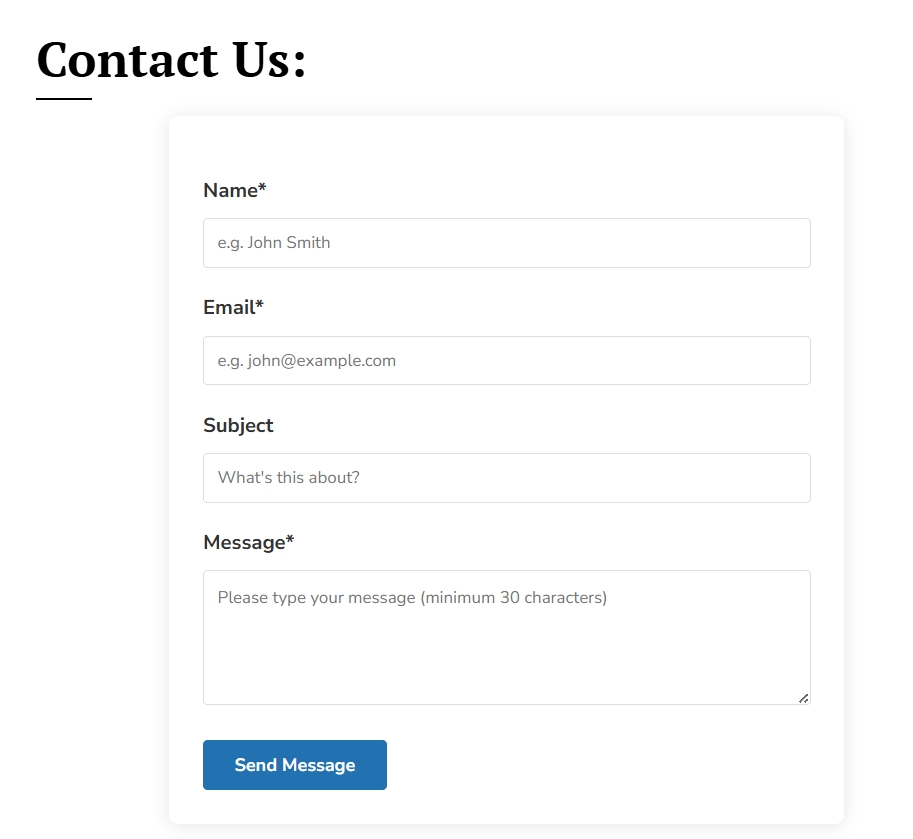 Contact Us:
Name*
e.g. John Smith
Email*
e.g. john@example.com
Subject
What's this about?
Message*
Please type your message (minimum 30 characters)
Send Message